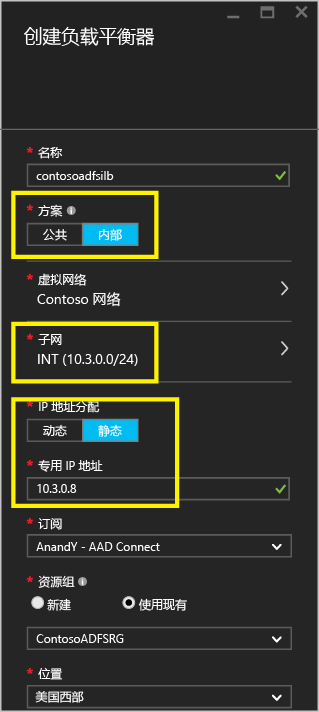 创建负载平衡器
* 名称
contosoadfsilb
* 方案
公共 内部
* 虚拟网络
Contoso 网络
* 子网
INT (10.3.0.0/24)
* IP 地址分配
动态 静态
* 专用 IP 地址
10.3.0.8
* 订阅
AnandY - AAD Connect
* 资源组
新建 使用现有
ContosoADFSRG
* 位置
美国西部